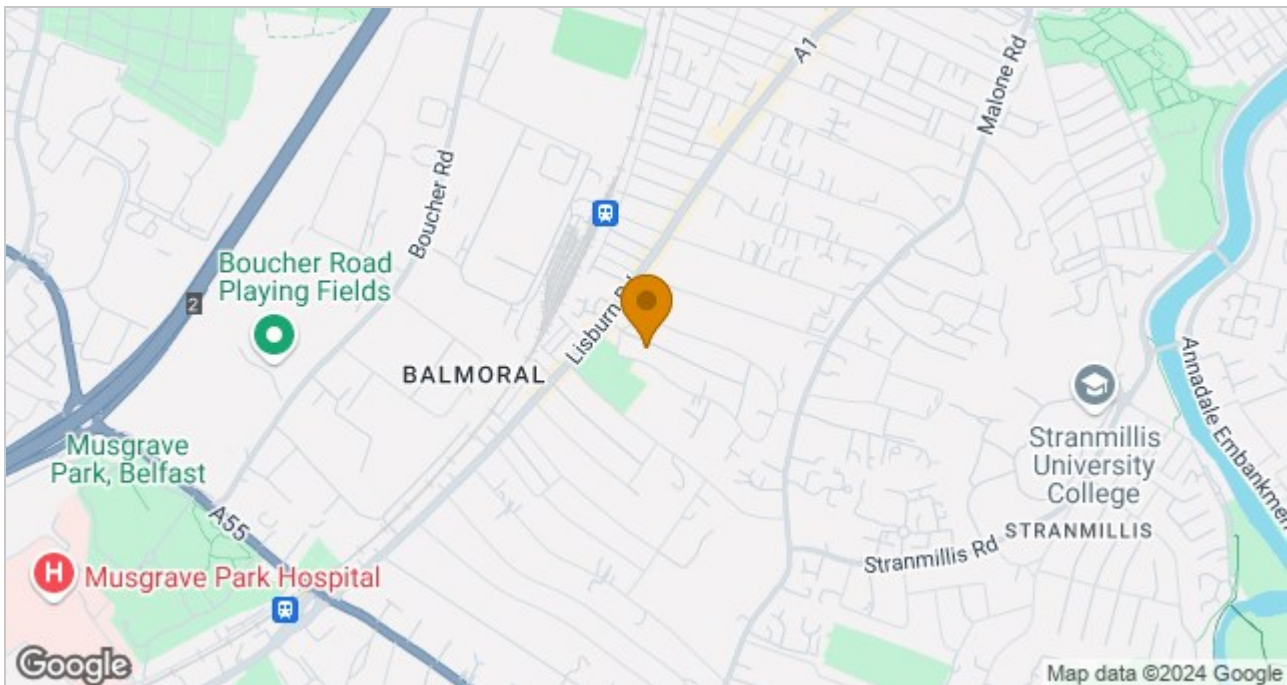 A1
Malone Rd
Boucher Rd
Boucher Road
Playing Fields
2
Lisburn Rd
BALMORAL
Annadale Embankmen
Musgrave
Park, Belfast
Stranmillis
University
College
A55
STRANMILLIS
Stranmillis Rd
H
Musgrave Park Hospital
Google
Map data ©2024 Google